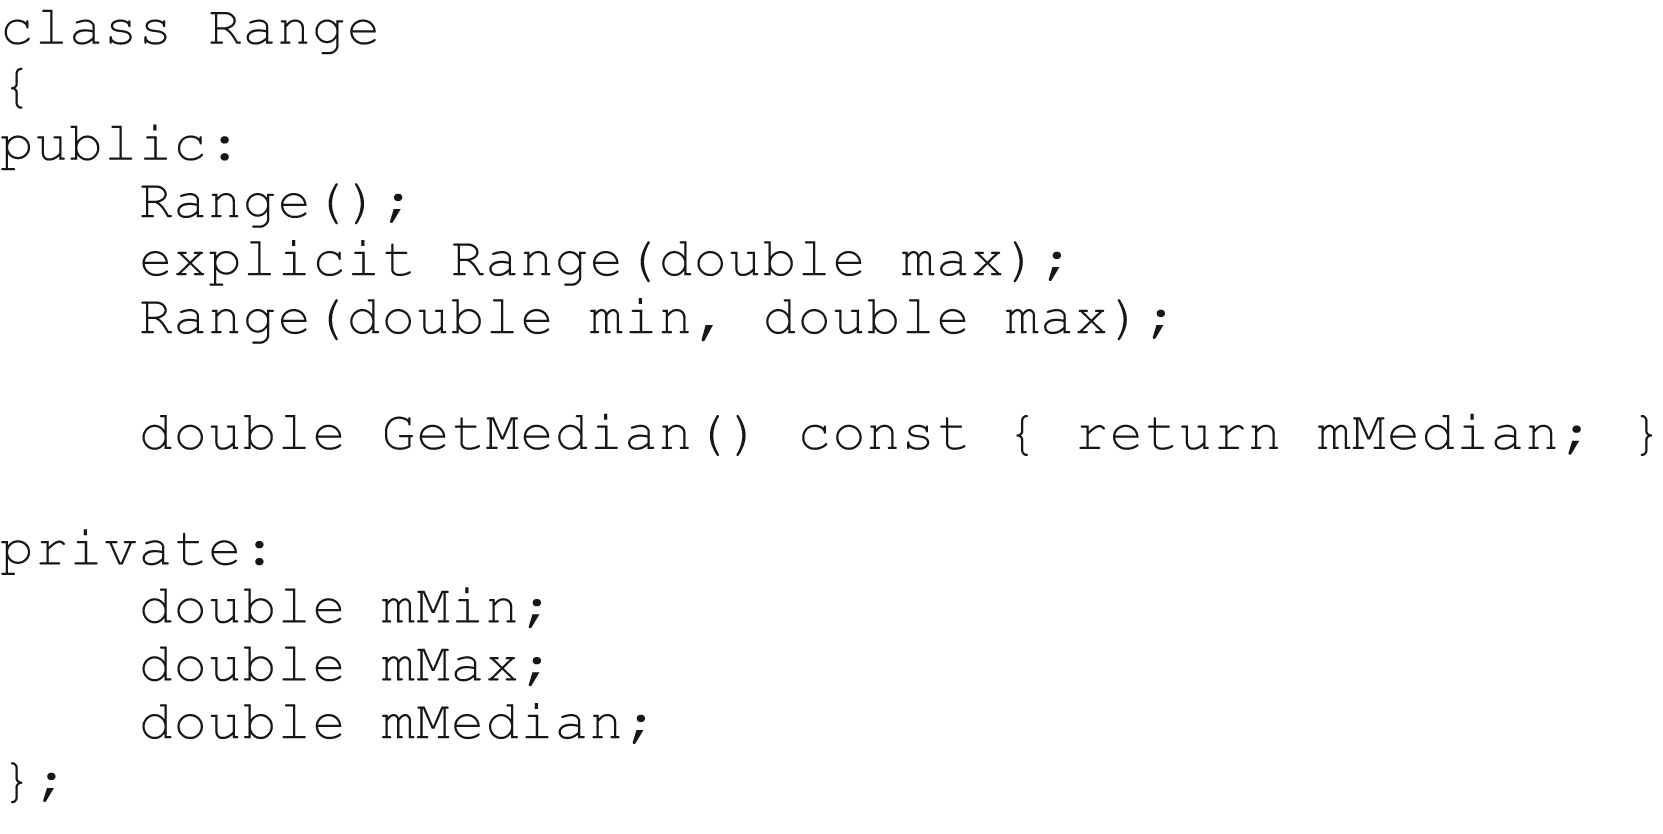 class Range
{
public:
    Range();
    explicit Range(double max);
    Range(double min, double max);

    double GetMedian() const { return mMedian; }

private:
    double mMin;
    double mMax;
    double mMedian;
};